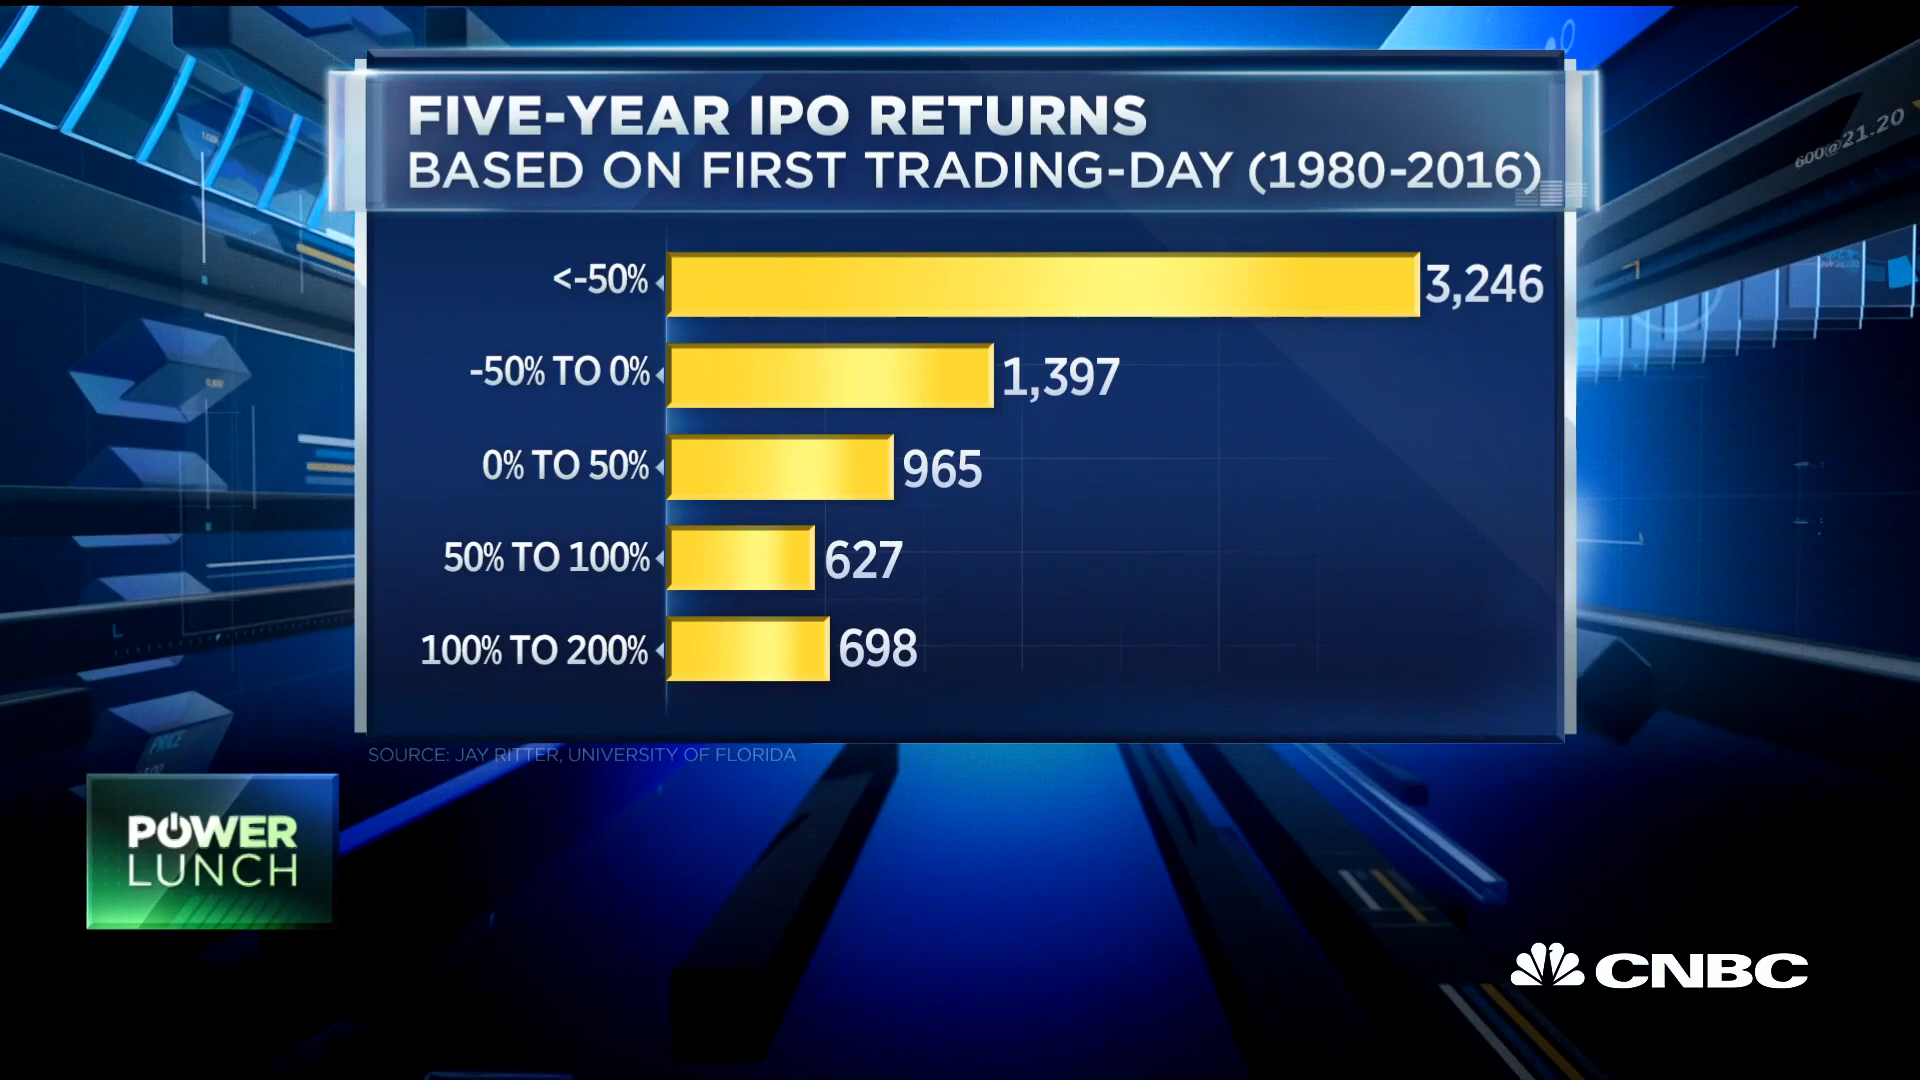 FIVE-YEAR IPO RETURNS
BASED ON FIRST TRADING-DAY (1980-2016)
<-50% 3,246
-50% TO 0% 1,397
0% TO 50% 965
50% TO 100% 627
100% TO 200% 698
SOURCE: JAY RITTER, UNIVERSITY OF FLORIDA
600@21.20
PRICE
POWER
LUNCH
CNBC